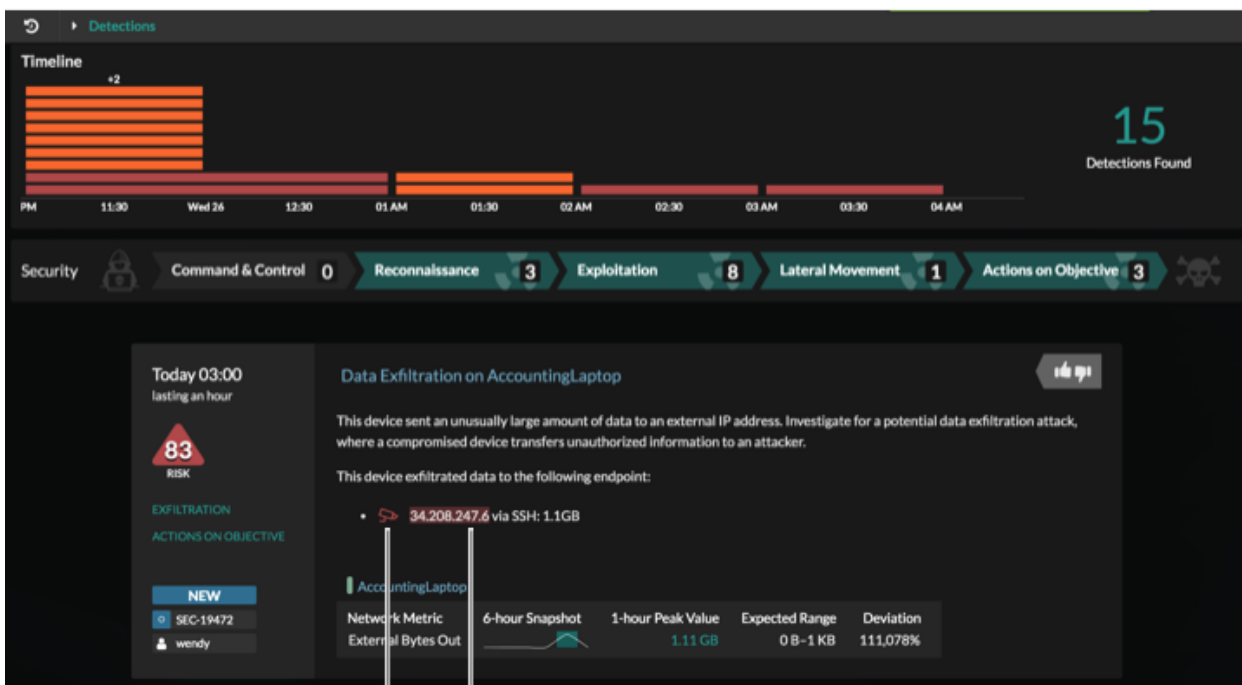 Detections
Timeline
+2
15
Detections Found
PM 11:30 Wed 26 12:30 01 AM 01:30 02 AM 02:30 03 AM 03:30 04 AM
Security Command & Control 0 Reconnaissance 3 Exploitation 8 Lateral Movement 1 Actions on Objective 3
Today 03:00
lasting an hour
83
RISK
EXFILTRATION
ACTIONS ON OBJECTIVE
NEW
SEC-19472
wendy
Data Exfiltration on AccountingLaptop
This device sent an unusually large amount of data to an external IP address. Investigate for a potential data exfiltration attack,
where a compromised device transfers unauthorized information to an attacker.
This device exfiltrated data to the following endpoint:
• 34.208.247.6 via SSH: 1.1GB
AccountingLaptop
Network Metric 6-hour Snapshot 1-hour Peak Value Expected Range Deviation
External Bytes Out 1.11 GB 0 B–1 KB 111,078%